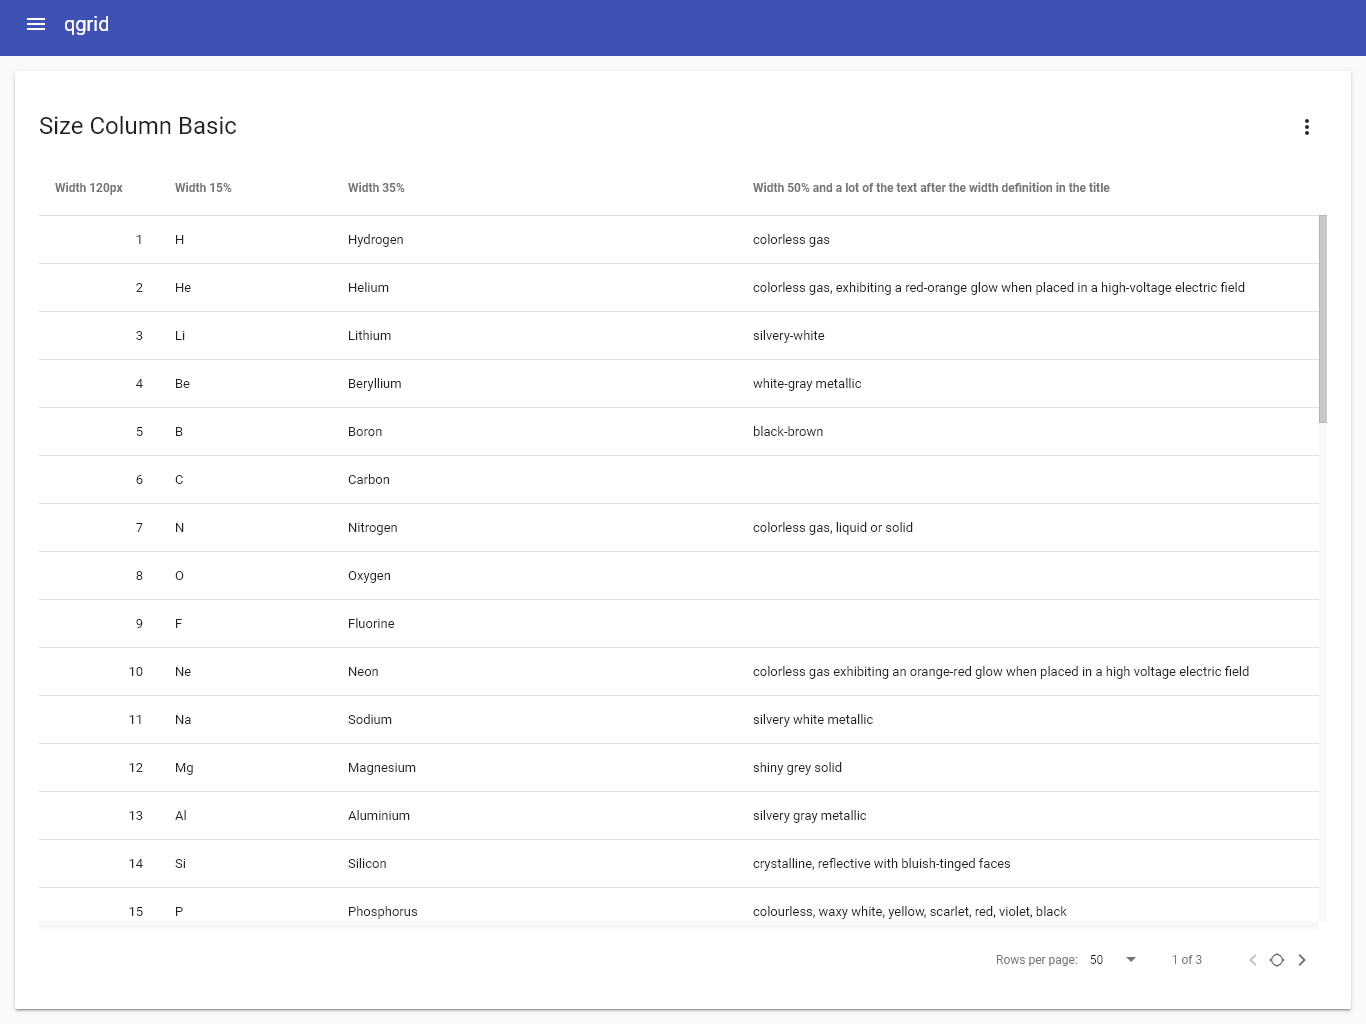 qgrid
Size Column Basic
Width 120px Width 15% Width 35% Width 50% and a lot of the text after the width definition in the title
1 H Hydrogen colorless gas
2 He Helium colorless gas, exhibiting a red-orange glow when placed in a high-voltage electric field
3 Li Lithium silvery-white
4 Be Beryllium white-gray metallic
5 B Boron black-brown
6 C Carbon
7 N Nitrogen colorless gas, liquid or solid
8 O Oxygen
9 F Fluorine
10 Ne Neon colorless gas exhibiting an orange-red glow when placed in a high voltage electric field
11 Na Sodium silvery white metallic
12 Mg Magnesium shiny grey solid
13 Al Aluminium silvery gray metallic
14 Si Silicon crystalline, reflective with bluish-tinged faces
15 P Phosphorus colourless, waxy white, yellow, scarlet, red, violet, black
Rows per page: 50 1 of 3